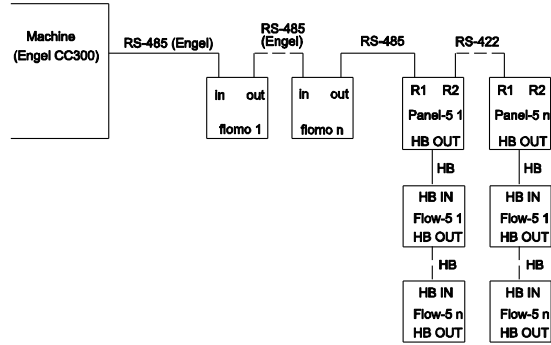 Machine
(Engel CC300)
RS-485 (Engel)
RS-485
(Engel)
RS-485
RS-422
in out
flomo 1
in out
flomo n
R1 R2
Panel-5 1
HB OUT
R1 R2
Panel-5 n
HB OUT
HB
HB
HB IN
Flow-5 1
HB OUT
HB IN
Flow-5 1
HB OUT
HB
HB
HB IN
Flow-5 n
HB OUT
HB IN
Flow-5 n
HB OUT